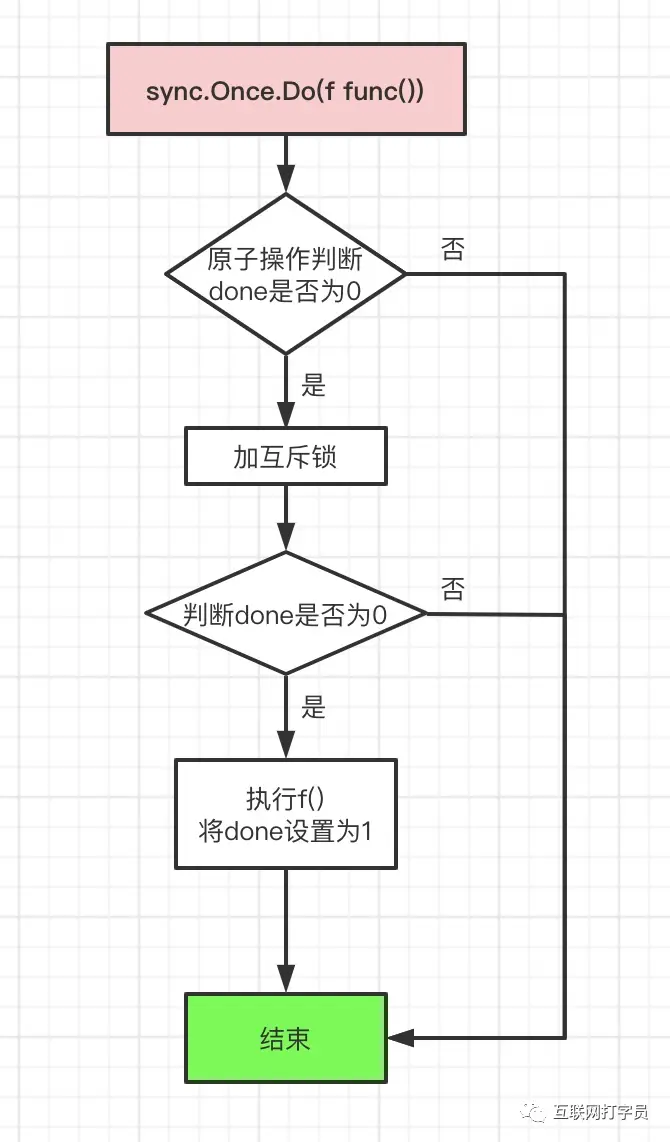 sync.Once.Do(f func())
原子操作判断
done是否为0
否
是
加互斥锁
判断done是否为0
否
是
执行f()
将done设置为1
结束
互联网打字员